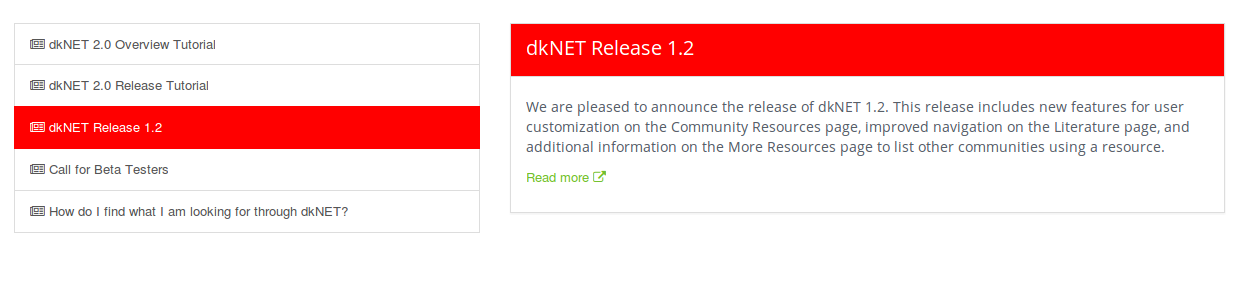 dkNET 2.0 Overview Tutorial
dkNET 2.0 Release Tutorial
dkNET Release 1.2
Call for Beta Testers
How do I find what I am looking for through dkNET?
dkNET Release 1.2
We are pleased to announce the release of dkNET 1.2. This release includes new features for user
customization on the Community Resources page, improved navigation on the Literature page, and
additional information on the More Resources page to list other communities using a resource.
Read more